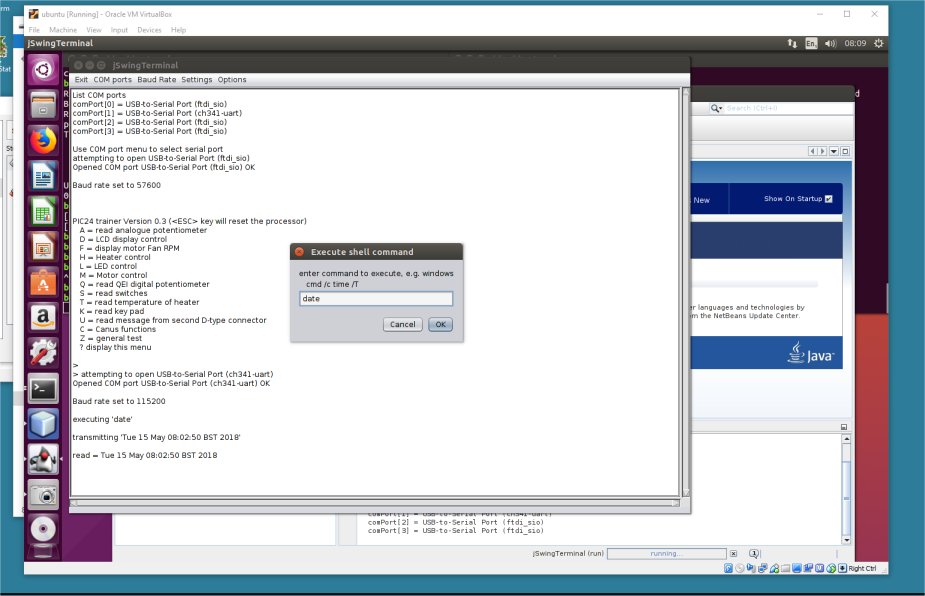 ubuntu [Running] - Oracle VM VirtualBox
File Machine View Input Devices Help
jSwingTerminal
En
08:09
jSwingTerminal
Exit COM ports Baud Rate Settings Options
List COM ports
comPort[0] = USB-to-Serial Port (ftdi_sio)
comPort[1] = USB-to-Serial Port (ch341-uart)
comPort[2] = USB-to-Serial Port (ftdi_sio)
comPort[3] = USB-to-Serial Port (ftdi_sio)
Use COM port menu to select serial port
attempting to open USB-to-Serial Port (ftdi_sio)
Opened COM port USB-to-Serial Port (ftdi_sio) OK
Baud rate set to 57600
PIC24 trainer Version 0.3 (<ESC> key will reset the processor)
A = read analogue potentiometer
D = LCD display control
F = display motor Fan RPM
H = Heater control
L = LED control
M = Motor control
Q = read QEI digital potentiometer
S = read switches
T = read temperature of heater
K = read key pad
U = read message from second D-type connector
C = Canus functions
Z = general test
? display this menu
>
> attempting to open USB-to-Serial Port (ch341-uart)
Opened COM port USB-to-Serial Port (ch341-uart) OK
Baud rate set to 115200
executing 'date'
transmitting 'Tue 15 May 08:02:50 BST 2018'
read = Tue 15 May 08:02:50 BST 2018
Execute shell command
enter command to execute, e.g. windows
cmd /c time /T
date
Cancel OK
Search (Ctrl+I)
New
Show On Startup
er languages and technologies by
m the NetBeans Update Center.
Java
comPort[1] = USB-to-Serial Port (ch341-uart)
comPort[2] = USB-to-Serial Port (ftdi_sio)
comPort[3] = USB-to-Serial Port (ftdi_sio)
jSwingTerminal (run)
running...
Right Ctrl